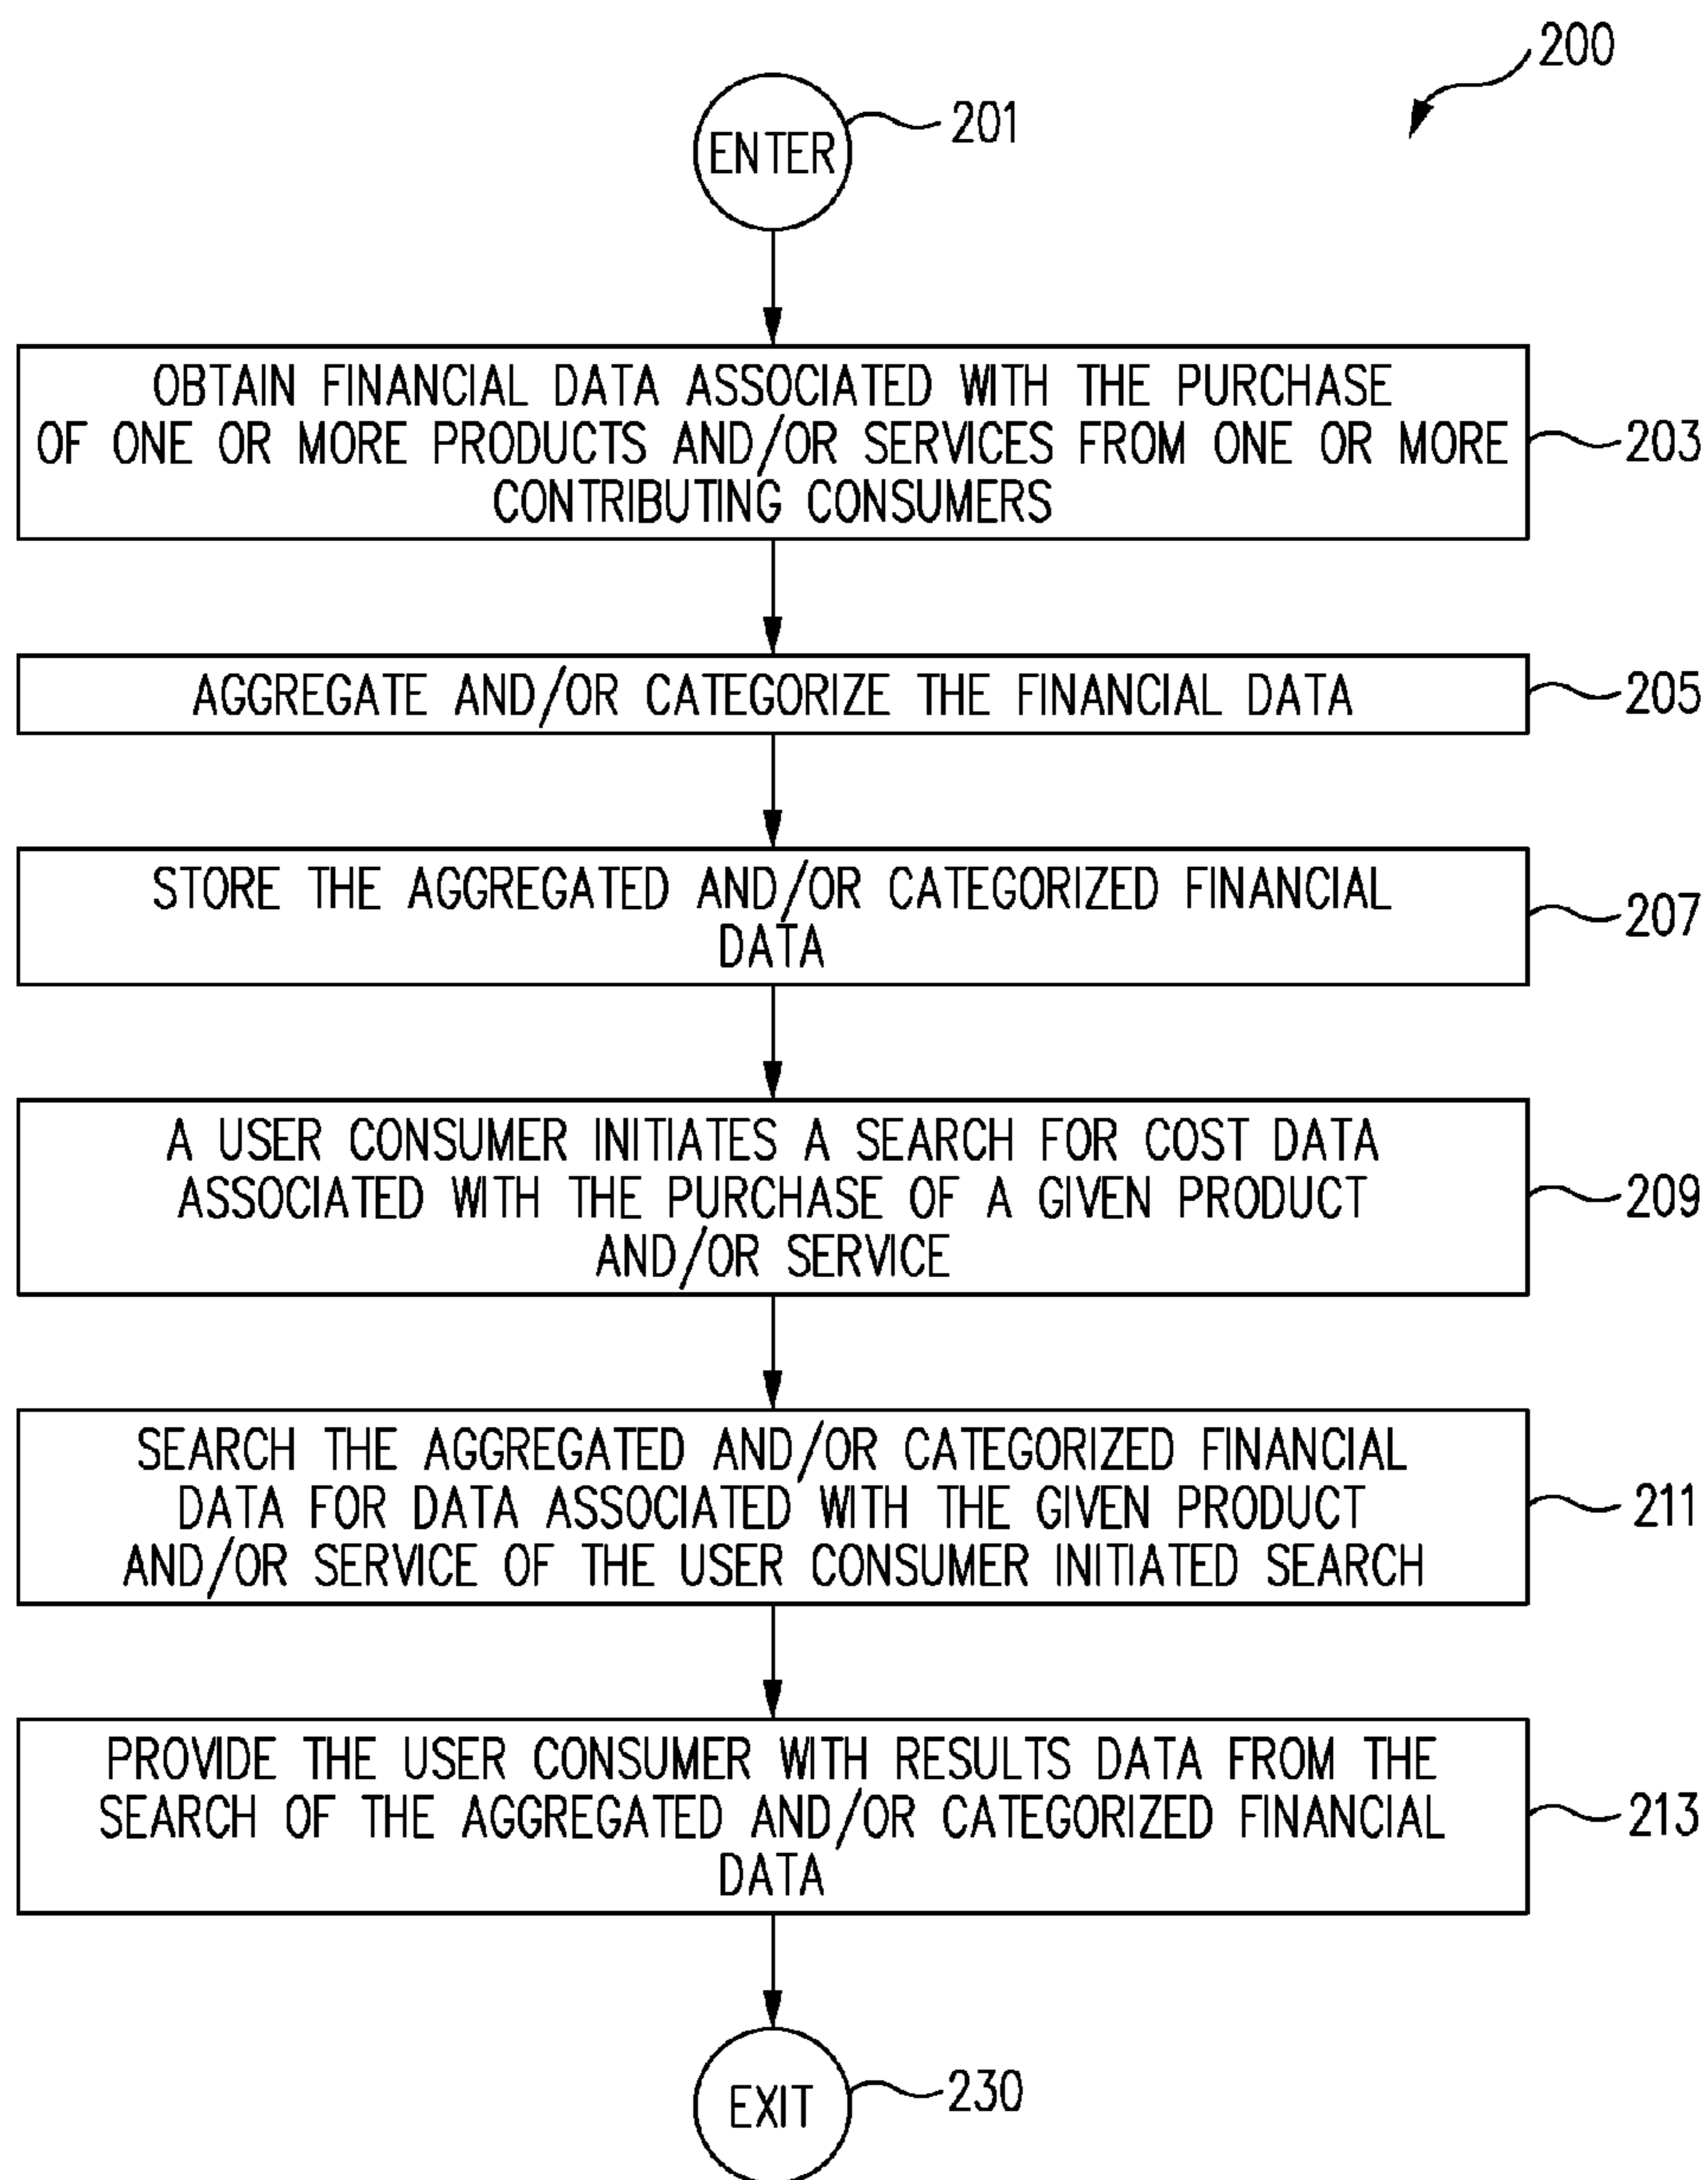 200
ENTER
201
OBTAIN FINANCIAL DATA ASSOCIATED WITH THE PURCHASE
OF ONE OR MORE PRODUCTS AND/OR SERVICES FROM ONE OR MORE
CONTRIBUTING CONSUMERS
203
AGGREGATE AND/OR CATEGORIZE THE FINANCIAL DATA
205
STORE THE AGGREGATED AND/OR CATEGORIZED FINANCIAL
DATA
207
A USER CONSUMER INITIATES A SEARCH FOR COST DATA
ASSOCIATED WITH THE PURCHASE OF A GIVEN PRODUCT
AND/OR SERVICE
209
SEARCH THE AGGREGATED AND/OR CATEGORIZED FINANCIAL
DATA FOR DATA ASSOCIATED WITH THE GIVEN PRODUCT
AND/OR SERVICE OF THE USER CONSUMER INITIATED SEARCH
211
PROVIDE THE USER CONSUMER WITH RESULTS DATA FROM THE
SEARCH OF THE AGGREGATED AND/OR CATEGORIZED FINANCIAL
DATA
213
EXIT
230